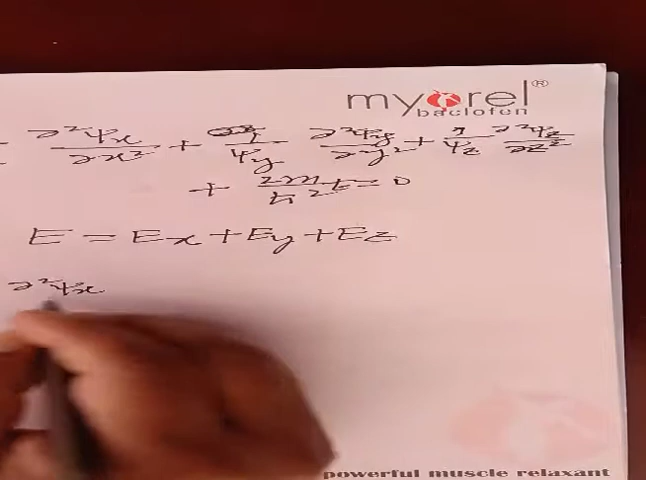 myorel®
baclofen
∂²ψx/∂x² + 1/ψy ∂²ψy/∂y² + 1/ψz ∂²ψz/∂z²
+ 2m/ħ² E = 0
E = Ex + Ey + Ez
∂²ψx
powerful muscle relaxant